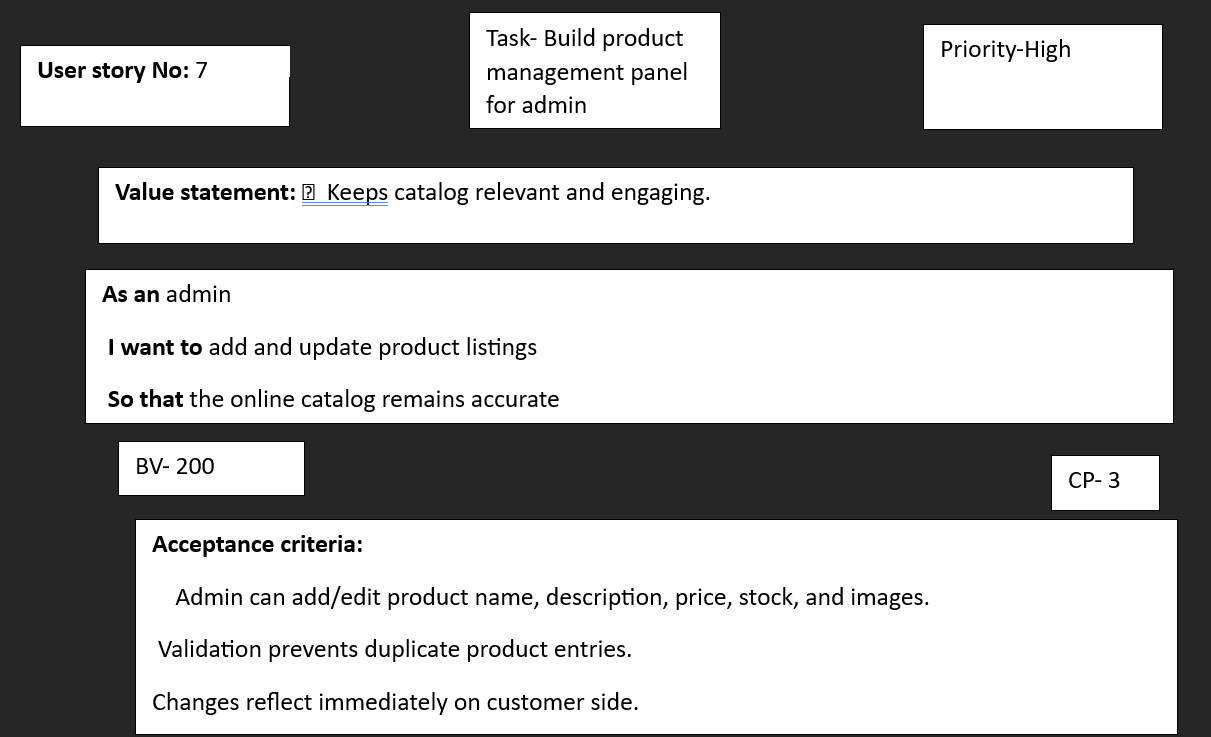 User story No: 7
Task- Build product
management panel
for admin
Priority-High
Value statement: Keeps catalog relevant and engaging.
As an admin
I want to add and update product listings
So that the online catalog remains accurate
BV- 200
CP- 3
Acceptance criteria:
Admin can add/edit product name, description, price, stock, and images.
Validation prevents duplicate product entries.
Changes reflect immediately on customer side.